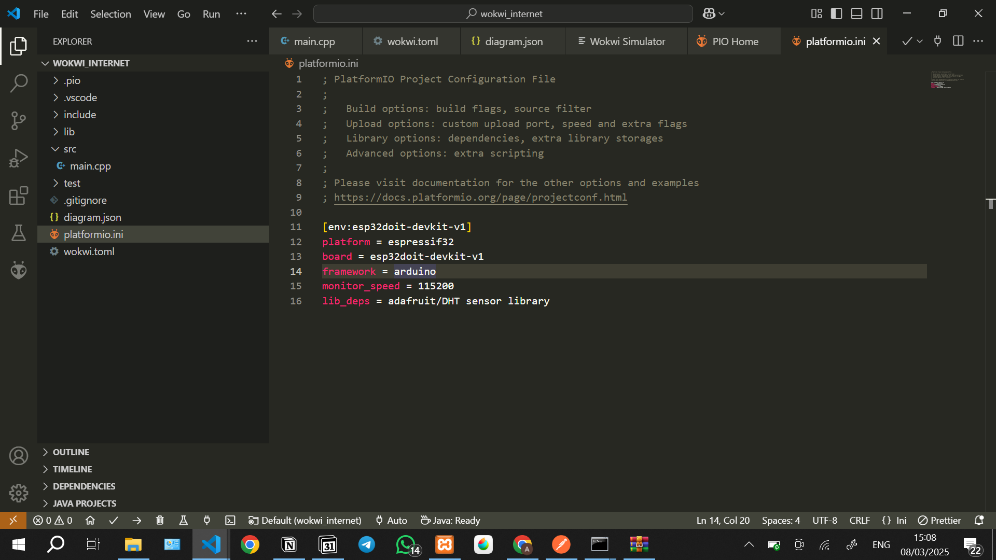 File Edit Selection View Go Run ···
wokwi_internet
EXPLORER
main.cpp
wokwi.toml
diagram.json
Wokwi Simulator
PIO Home
platformio.ini
WOKWI_INTERNET
.pio
.vscode
include
lib
src
main.cpp
test
.gitignore
diagram.json
platformio.ini
wokwi.toml
OUTLINE
TIMELINE
DEPENDENCIES
JAVA PROJECTS
platformio.ini
1 ; PlatformIO Project Configuration File
2 ;
3 ;   Build options: build flags, source filter
4 ;   Upload options: custom upload port, speed and extra flags
5 ;   Library options: dependencies, extra library storages
6 ;   Advanced options: extra scripting
7 ;
8 ; Please visit documentation for the other options and examples
9 ; https://docs.platformio.org/page/projectconf.html
10
11 [env:esp32doit-devkit-v1]
12 platform = espressif32
13 board = esp32doit-devkit-v1
14 framework = arduino
15 monitor_speed = 115200
16 lib_deps = adafruit/DHT sensor library
0 0 Default (wokwi internet) Auto Java: Ready Ln 14, Col 20 Spaces: 4 UTF-8 CRLF { } Ini Prettier
14
31
A
ENG
15:08
08/03/2025
22